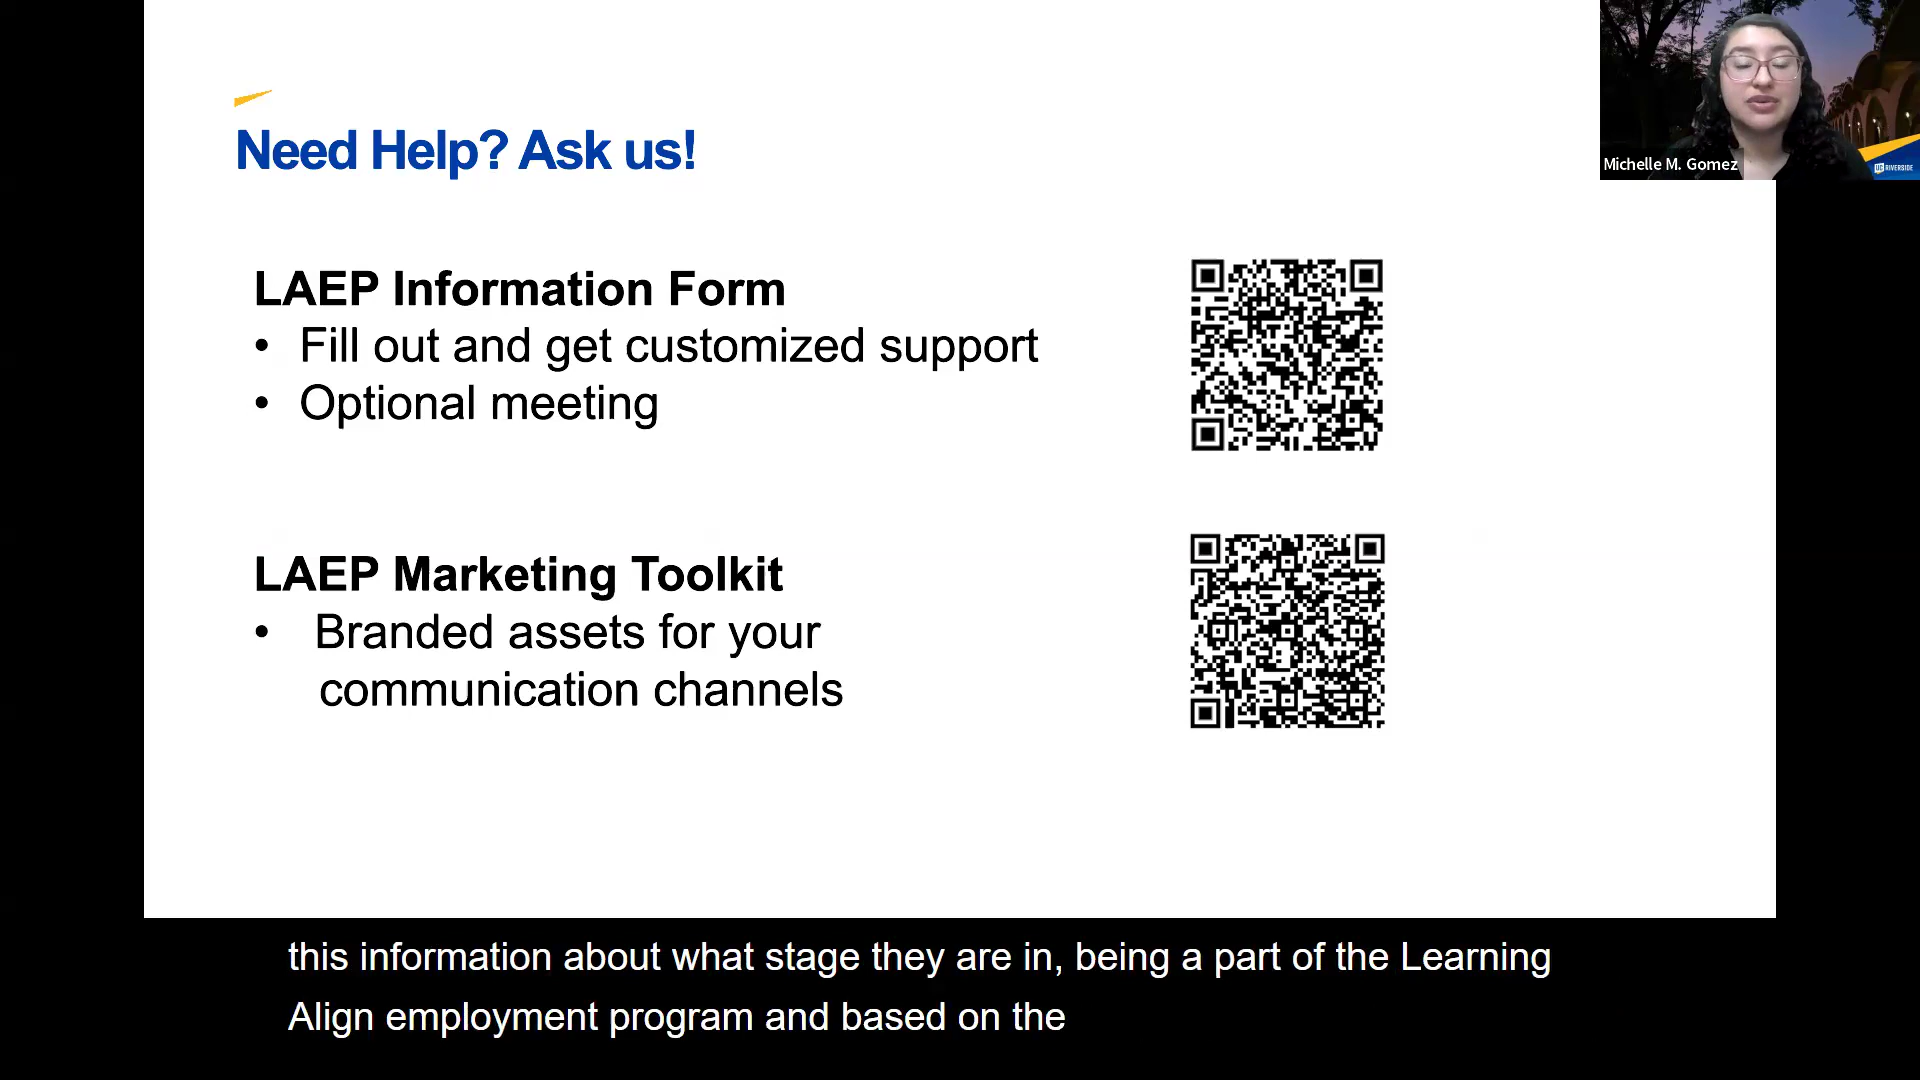 Need Help? Ask us!
LAEP Information Form
• Fill out and get customized support
• Optional meeting
LAEP Marketing Toolkit
• Branded assets for your
communication channels
Michelle M. Gomez
UC RIVERSIDE
this information about what stage they are in, being a part of the Learning
Align employment program and based on the